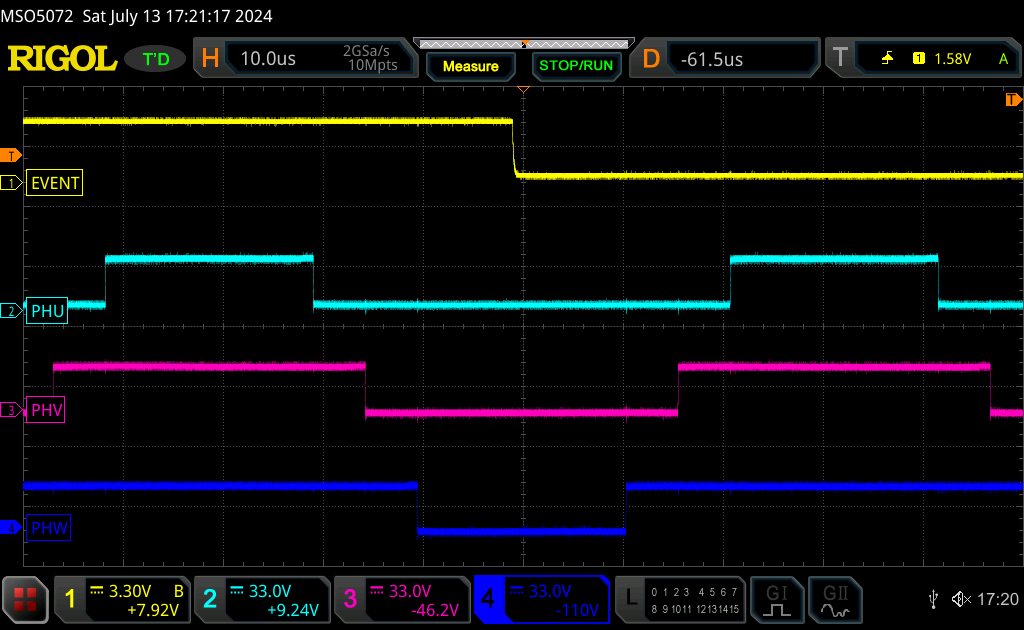 MSO5072 Sat July 13 17:21:17 2024
RIGOL T'D H 10.0us 2GSa/s 10Mpts Measure STOP/RUN D -61.5us T 1 1.58V A
T
T
1 EVENT
2 PHU
3 PHV
4 PHW
1 3.30V B 2 33.0V 3 33.0V 4 33.0V L 0 1 2 3 4 5 6 7 GI GII
+7.92V +9.24V -46.2V -110V 8 9 10 11 12 13 14 15 17:20